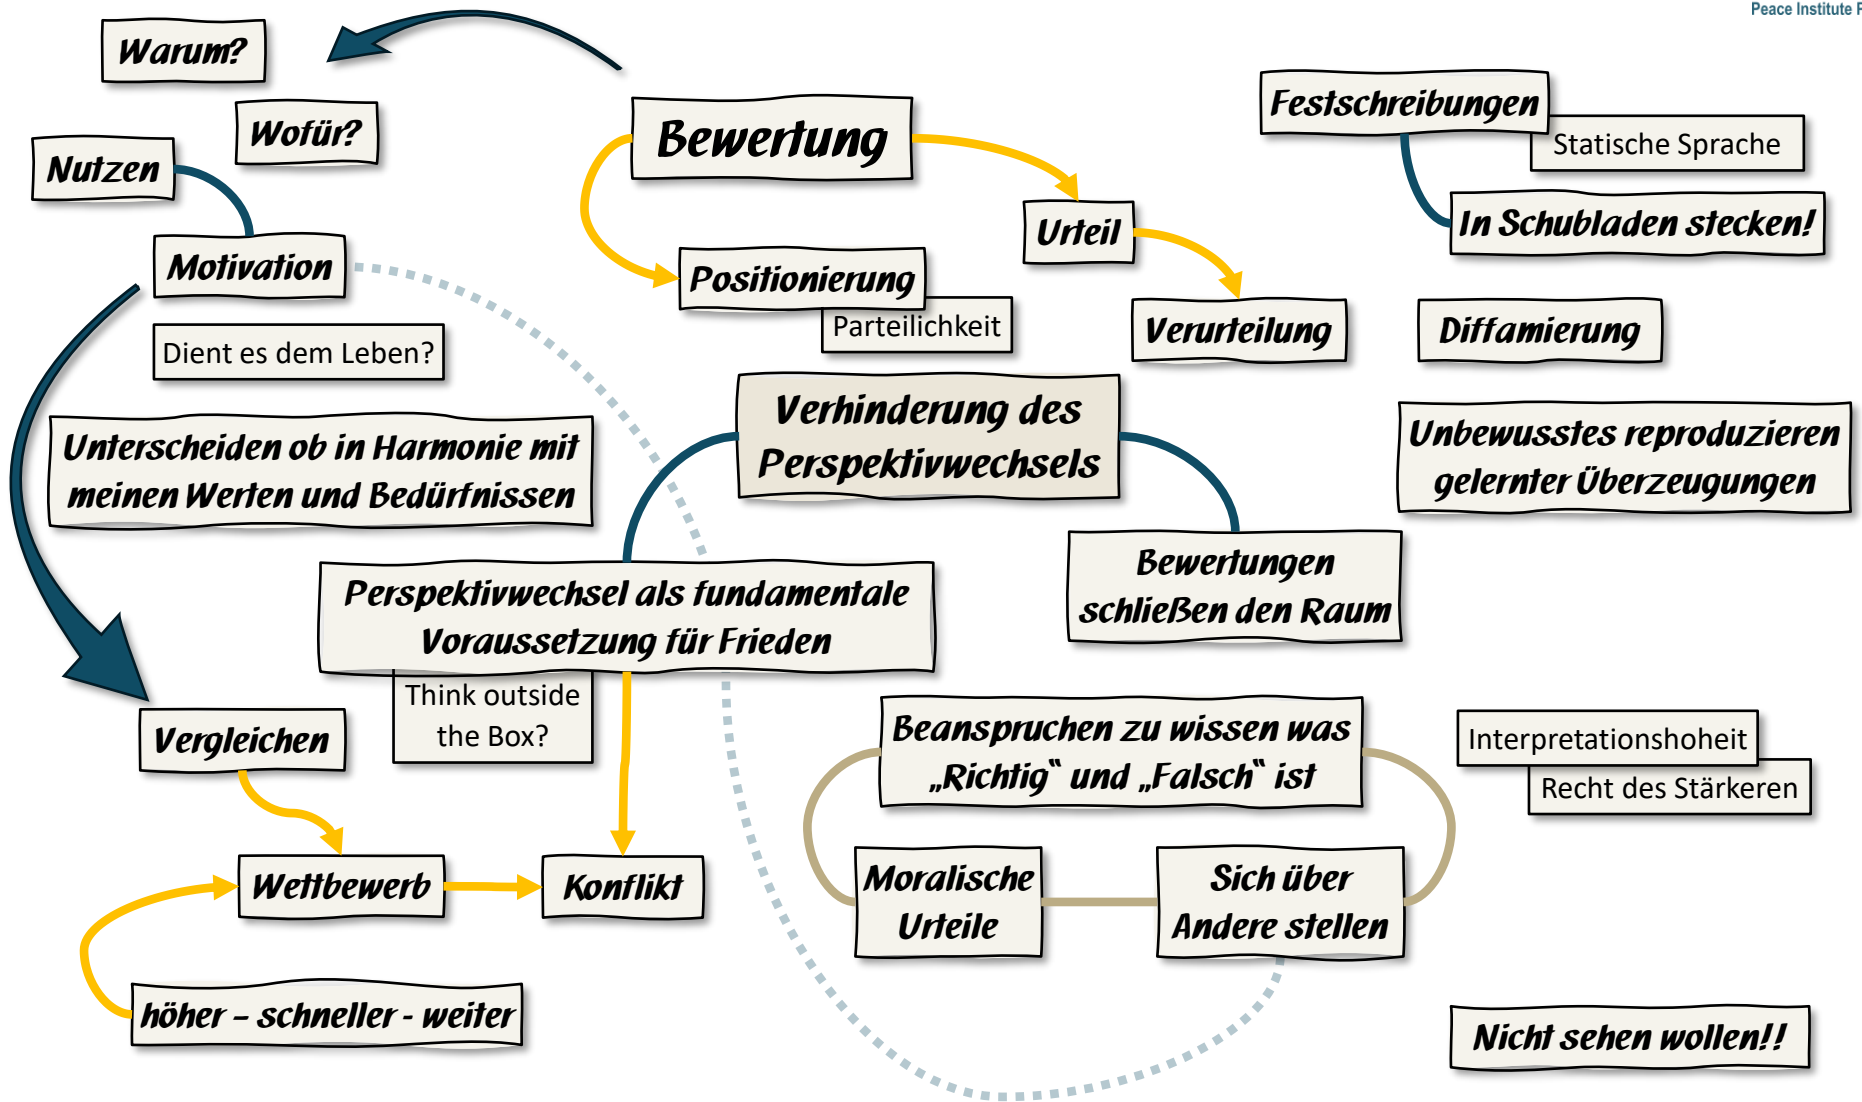 Peace Institute
Warum?
Wofür?
Nutzen
Motivation
Dient es dem Leben?
Unterscheiden ob in Harmonie mit
meinen Werten und Bedürfnissen
Bewertung
Positionierung
Parteilichkeit
Urteil
Verurteilung
Festschreibungen
Statische Sprache
In Schubladen stecken!
Diffamierung
Unbewusstes reproduzieren
gelernter Überzeugungen
Verhinderung des
Perspektivwechsels
Bewertungen
schließen den Raum
Perspektivwechsel als fundamentale
Voraussetzung für Frieden
Think outside
the Box?
Vergleichen
Wettbewerb
Konflikt
höher – schneller - weiter
Beanspruchen zu wissen was
„Richtig“ und „Falsch“ ist
Moralische
Urteile
Sich über
Andere stellen
Interpretationshoheit
Recht des Stärkeren
Nicht sehen wollen!!